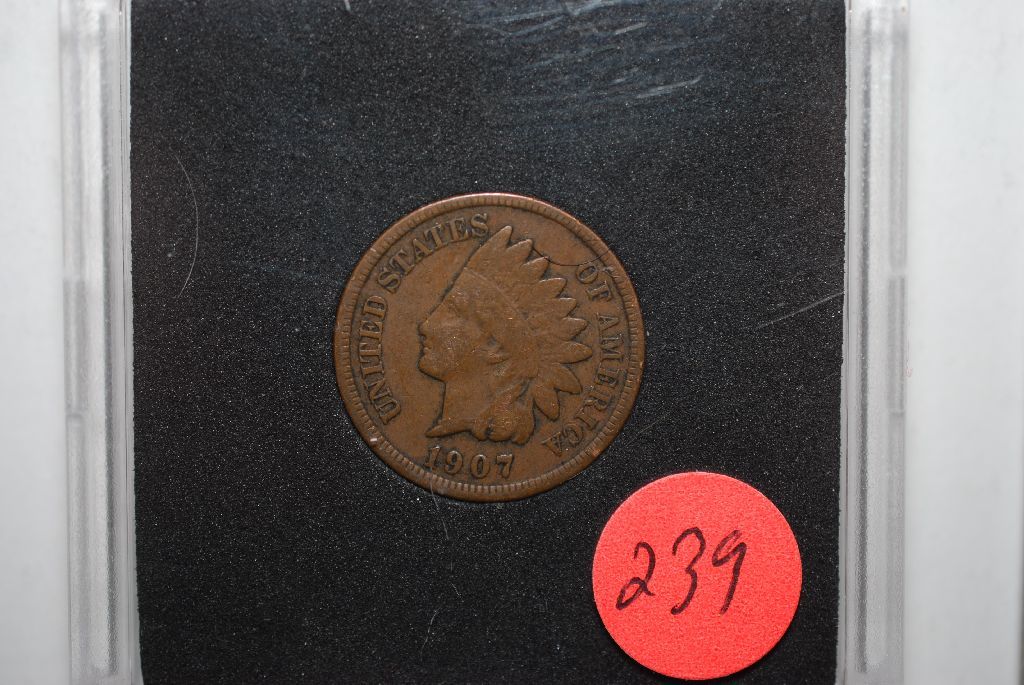 UNITED STATES OF AMERICA
1907
239